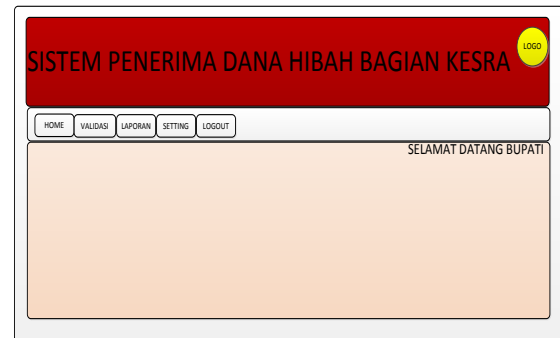 SISTEM PENERIMA DANA HIBAH BAGIAN KESRA
LOGO
HOME VALIDASI LAPORAN SETTING LOGOUT
SELAMAT DATANG BUPATI